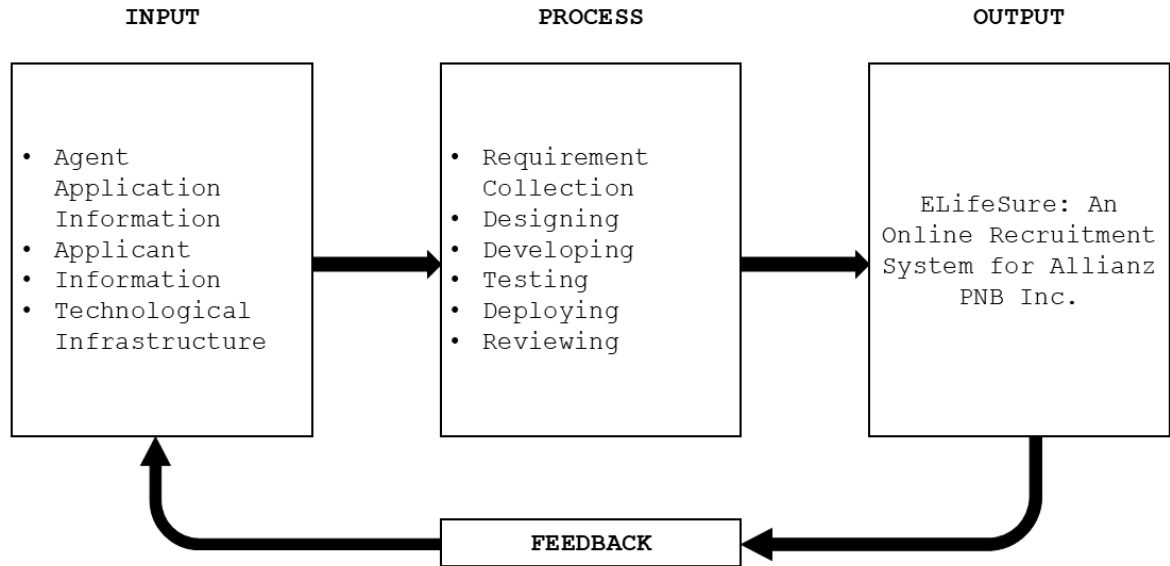 INPUT
PROCESS
OUTPUT
• Agent
Application
Information
• Applicant
• Information
• Technological
Infrastructure
• Requirement
Collection
• Designing
• Developing
• Testing
• Deploying
• Reviewing
ELifeSure: An
Online Recruitment
System for Allianz
PNB Inc.
FEEDBACK